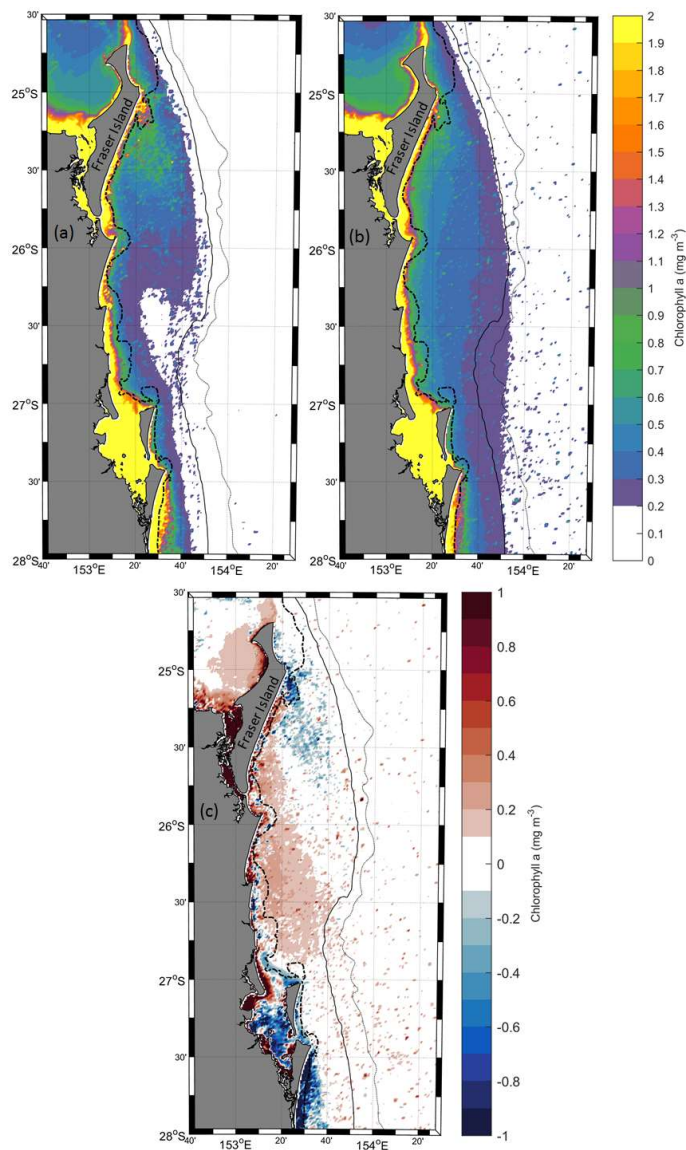 30'
25°S
30'
26°S
30'
27°S
30'
28°S
40'
153°E
20'
40'
154°E
20'
Fraser Island
(a)
30'
25°S
30'
26°S
30'
27°S
30'
28°S
40'
153°E
20'
40'
154°E
20'
Fraser Island
(b)
2
1.9
1.8
1.7
1.6
1.5
1.4
1.3
1.2
1.1
1
0.9
0.8
0.7
0.6
0.5
0.4
0.3
0.2
0.1
0
Chlorophyll a (mg m⁻³)
30'
25°S
30'
26°S
30'
27°S
30'
28°S
40'
153°E
20'
40'
154°E
20'
Fraser Island
(c)
1
0.8
0.6
0.4
0.2
0
-0.2
-0.4
-0.6
-0.8
-1
Chlorophyll a (mg m⁻³)